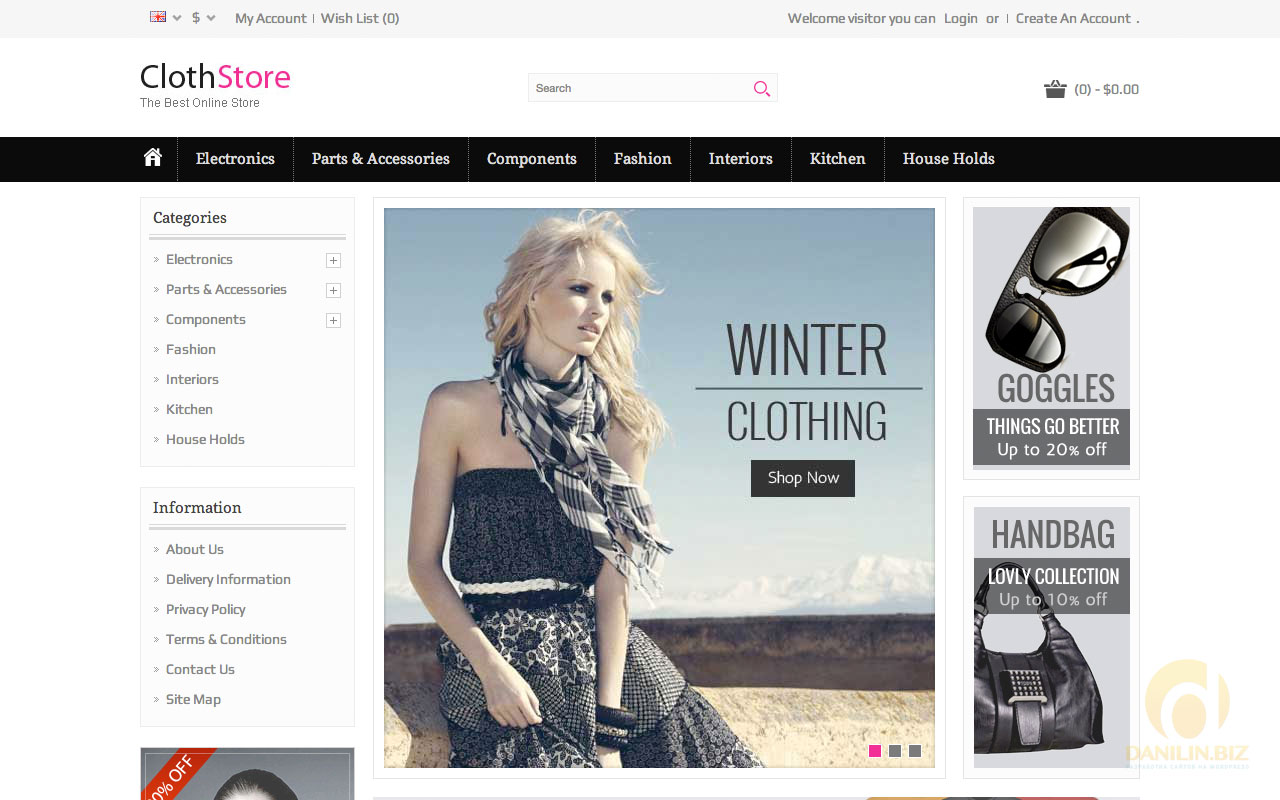 $ My Account | Wish List (0)
Welcome visitor you can Login or | Create An Account .
ClothStore
The Best Online Store
Search
(0) - $0.00
Electronics Parts & Accessories Components Fashion Interiors Kitchen House Holds
Categories
Electronics
Parts & Accessories
Components
Fashion
Interiors
Kitchen
House Holds
Information
About Us
Delivery Information
Privacy Policy
Terms & Conditions
Contact Us
Site Map
0% OFF
WINTER
CLOTHING
Shop Now
GOGGLES
THINGS GO BETTER
Up to 20% off
HANDBAG
LOVLY COLLECTION
Up to 10% off
DANILIN.BIZ